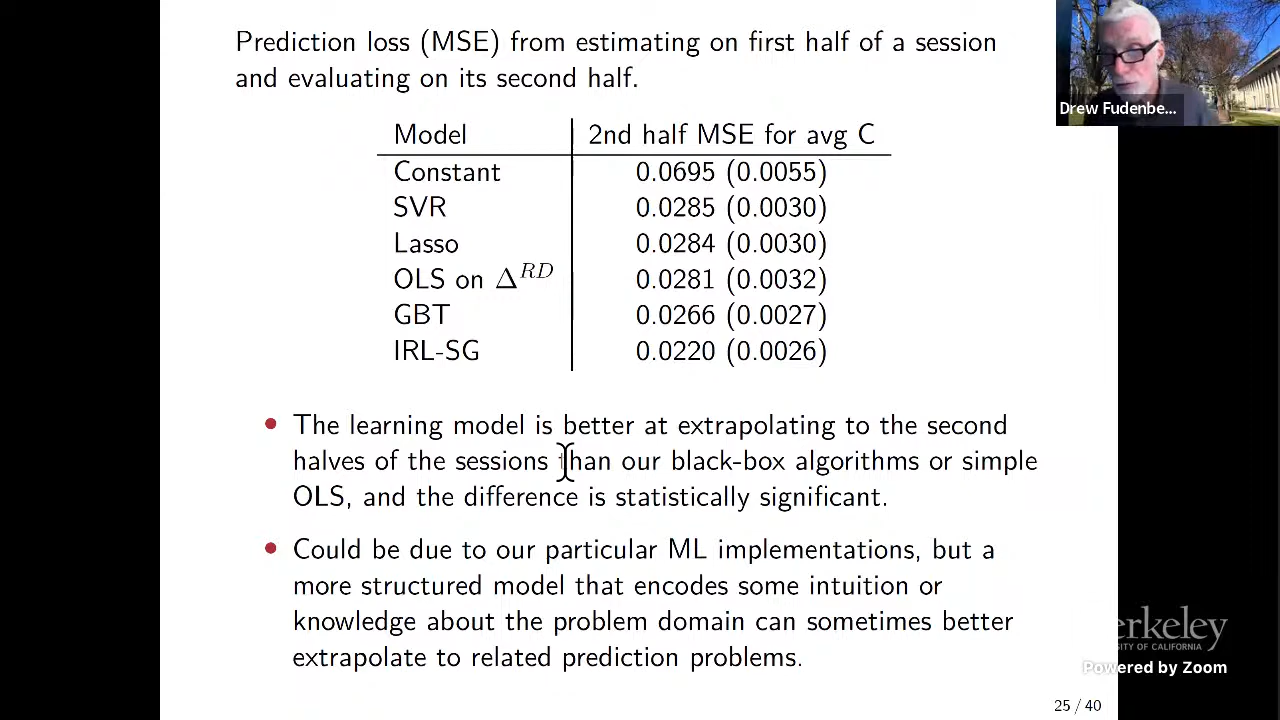 Prediction loss (MSE) from estimating on first half of a session
and evaluating on its second half.
Model 2nd half MSE for avg C
Constant 0.0695 (0.0055)
SVR 0.0285 (0.0030)
Lasso 0.0284 (0.0030)
OLS on Δ^RD 0.0281 (0.0032)
GBT 0.0266 (0.0027)
IRL-SG 0.0220 (0.0026)
• The learning model is better at extrapolating to the second
halves of the sessions than our black-box algorithms or simple
OLS, and the difference is statistically significant.
• Could be due to our particular ML implementations, but a
more structured model that encodes some intuition or
knowledge about the problem domain can sometimes better
extrapolate to related prediction problems.
25 / 40
Drew Fudenbe...
erkeley
SITY OF CALIFORNIA
Powered by Zoom